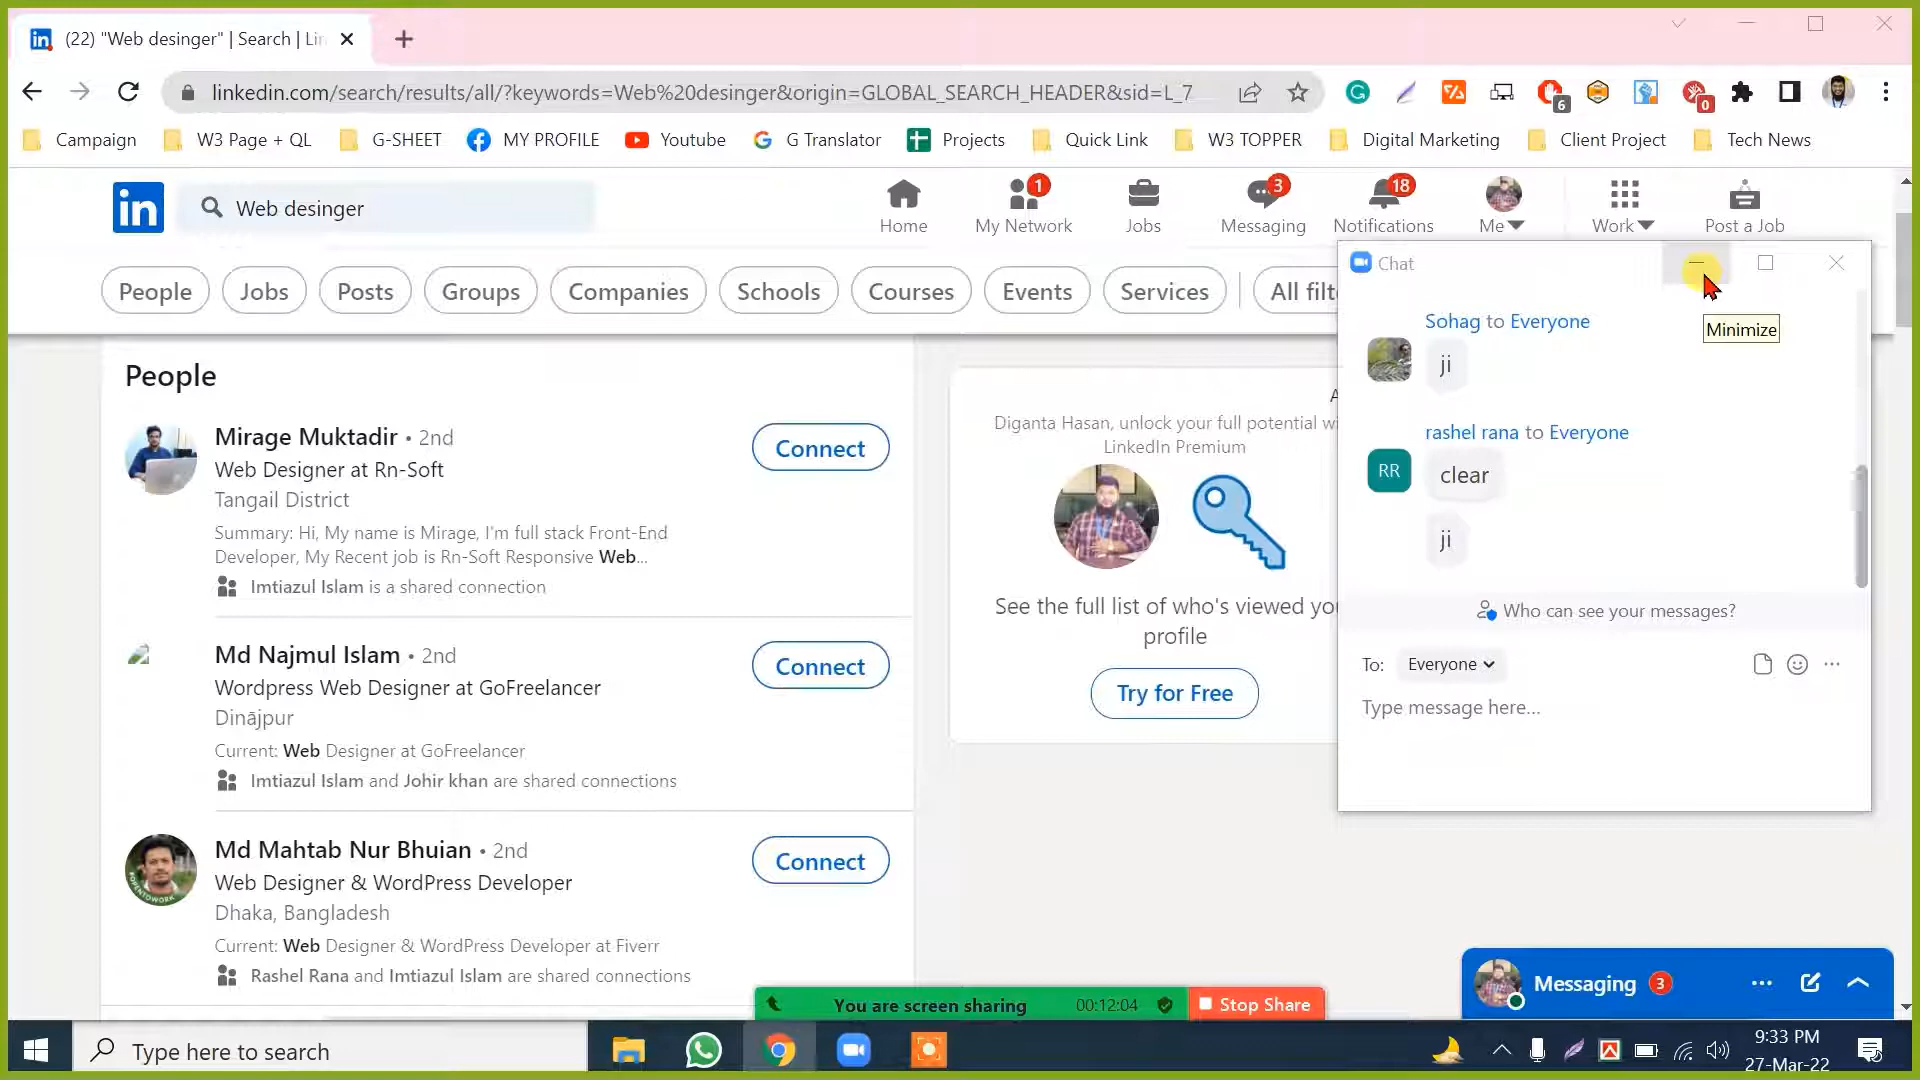 (22) "Web desinger" | Search | Lin
linkedin.com/search/results/all/?keywords=Web%20desinger&origin=GLOBAL_SEARCH_HEADER&sid=L_7
6
0
Campaign
W3 Page + QL
G-SHEET
MY PROFILE
Youtube
G Translator
Projects
Quick Link
W3 TOPPER
Digital Marketing
Client Project
Tech News
in
Web desinger
Home
1
My Network
Jobs
3
Messaging
18
Notifications
Me
Work
Post a Job
People
Jobs
Posts
Groups
Companies
Schools
Courses
Events
Services
All filt
People
Mirage Muktadir • 2nd
Web Designer at Rn-Soft
Tangail District
Summary: Hi, My name is Mirage, I'm full stack Front-End
Developer, My Recent job is Rn-Soft Responsive Web...
Imtiazul Islam is a shared connection
Connect
Md Najmul Islam • 2nd
Wordpress Web Designer at GoFreelancer
Dinājpur
Current: Web Designer at GoFreelancer
Imtiazul Islam and Johir khan are shared connections
Connect
Md Mahtab Nur Bhuian • 2nd
Web Designer & WordPress Developer
Dhaka, Bangladesh
Current: Web Designer & WordPress Developer at Fiverr
Rashel Rana and Imtiazul Islam are shared connections
Connect
#OPENTOWORK
Diganta Hasan, unlock your full potential wi
LinkedIn Premium
See the full list of who's viewed you
profile
Try for Free
Chat
Minimize
Sohag to Everyone
ji
rashel rana to Everyone
RR
clear
ji
Who can see your messages?
To: Everyone
Type message here...
Messaging 3
You are screen sharing 00:12:04
Stop Share
Type here to search
9:33 PM
27-Mar-22